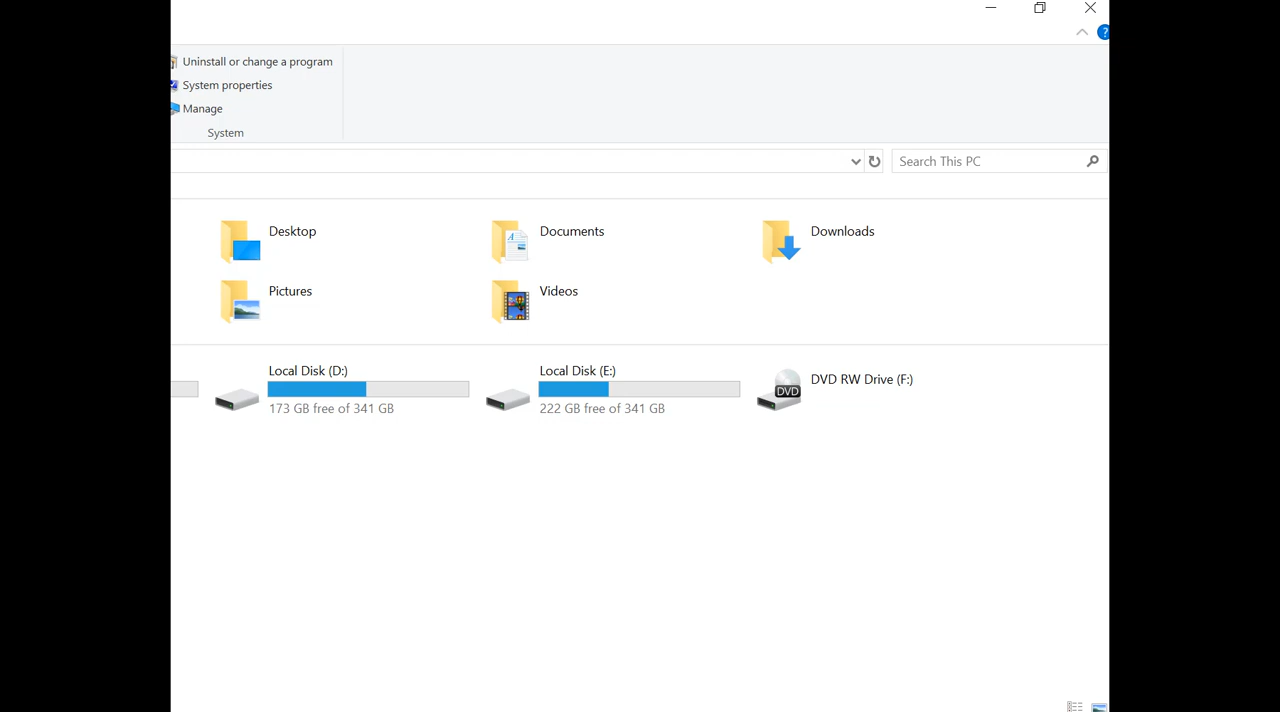 ?
Uninstall or change a program
System properties
Manage
System
Search This PC
Desktop
Documents
Downloads
Pictures
Videos
Local Disk (D:)
173 GB free of 341 GB
Local Disk (E:)
222 GB free of 341 GB
DVD
DVD RW Drive (F:)